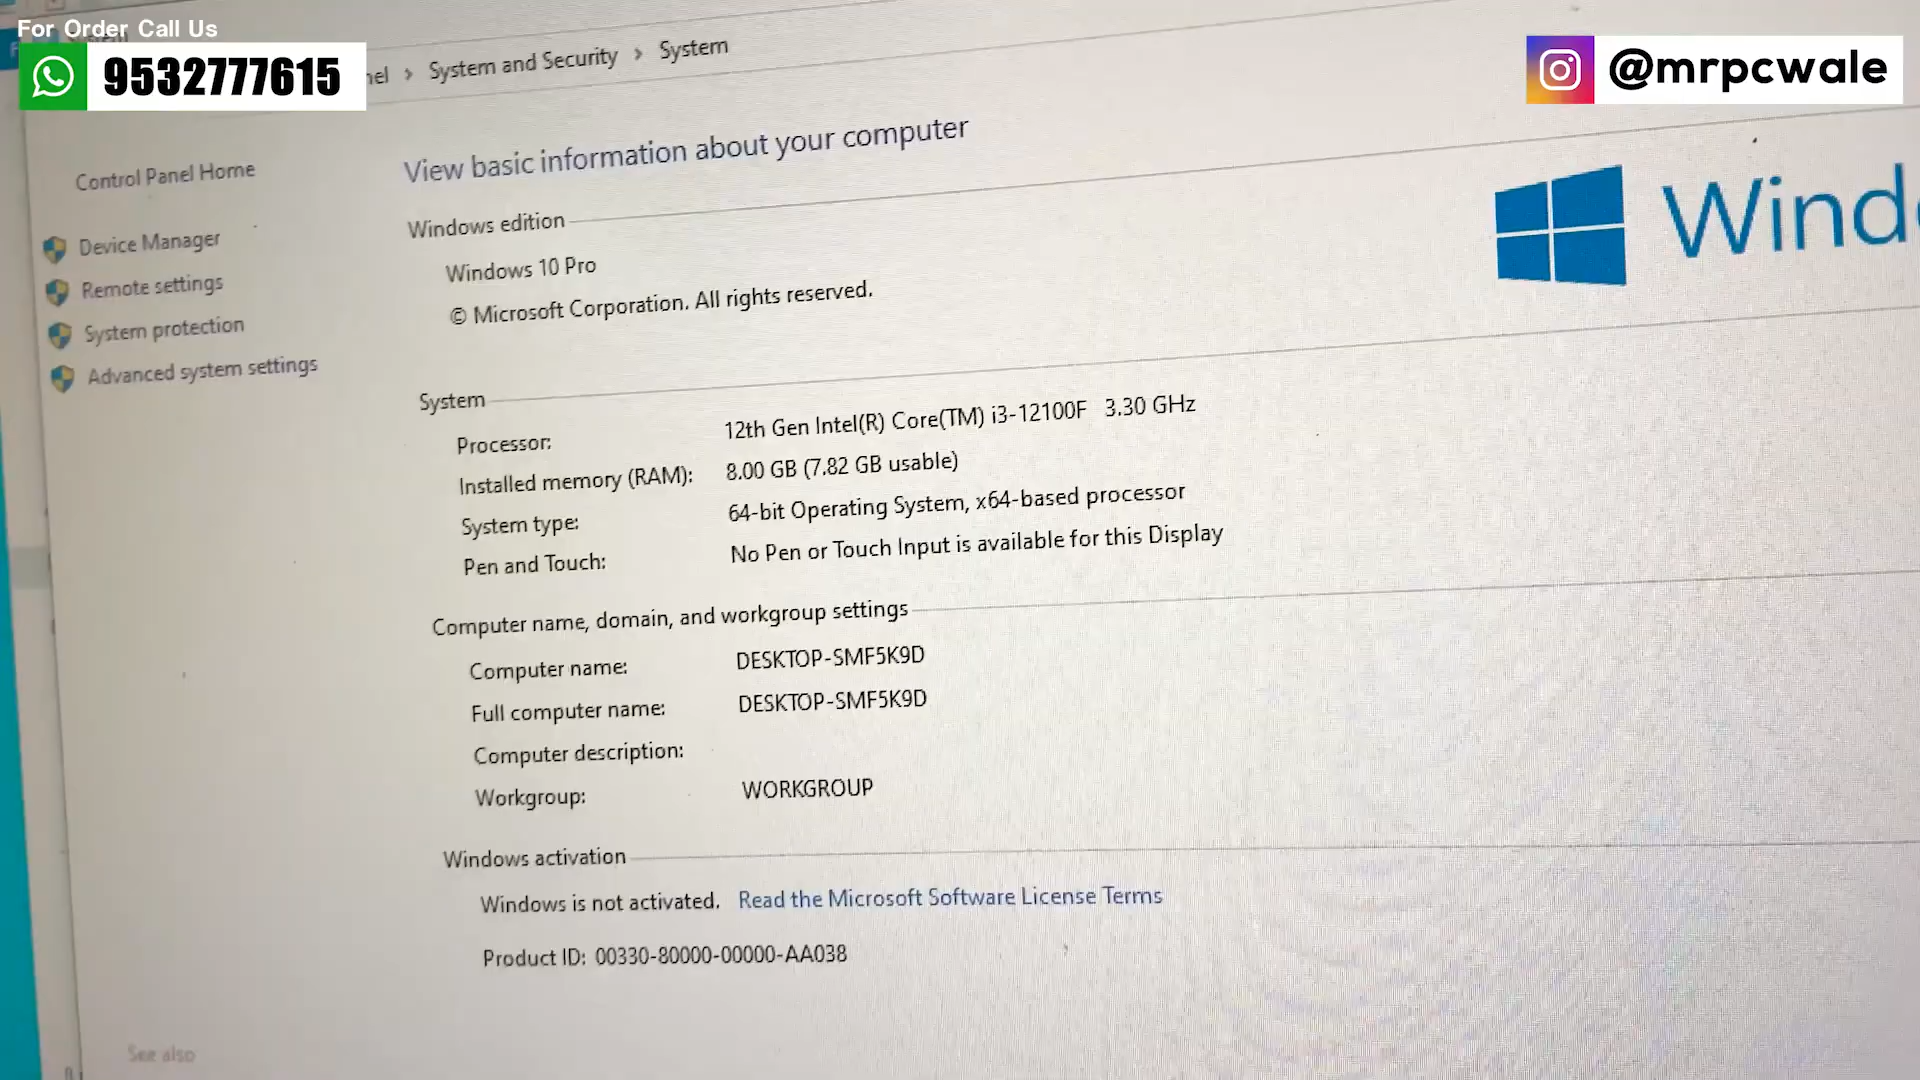 For Order Call Us
9532777615
@mrpcwale
nel › System and Security › System
Control Panel Home
Device Manager
Remote settings
System protection
Advanced system settings
View basic information about your computer
Windows edition
Windows 10 Pro
© Microsoft Corporation. All rights reserved.
Wind
System
Processor: 12th Gen Intel(R) Core(TM) i3-12100F 3.30 GHz
Installed memory (RAM): 8.00 GB (7.82 GB usable)
System type: 64-bit Operating System, x64-based processor
Pen and Touch: No Pen or Touch Input is available for this Display
Computer name, domain, and workgroup settings
Computer name: DESKTOP-SMF5K9D
Full computer name: DESKTOP-SMF5K9D
Computer description:
Workgroup: WORKGROUP
Windows activation
Windows is not activated. Read the Microsoft Software License Terms
Product ID: 00330-80000-00000-AA038
See also